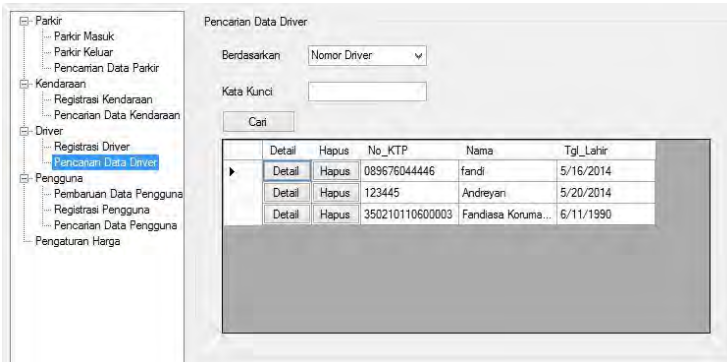 Parkir
Parkir Masuk
Parkir Keluar
Pencarrian Data Parkir
Kendaraan
Registrasi Kendaraan
Pencarian Data Kendaraan
Driver
Registrasi Driver
Pencarian Data Driver
Pengguna
Pembaruan Data Pengguna
Registrasi Pengguna
Pencarian Data Pengguna
Pengaturan Harga
Pencarian Data Driver
Berdasarkan Nomor Driver
Kata Kunci
Cari
Detail Hapus No_KTP Nama Tgl_Lahir
Detail Hapus 089676044446 fandi 5/16/2014
Detail Hapus 123445 Andreyan 5/20/2014
Detail Hapus 350210110600003 Fandiasa Koruma... 6/11/1990